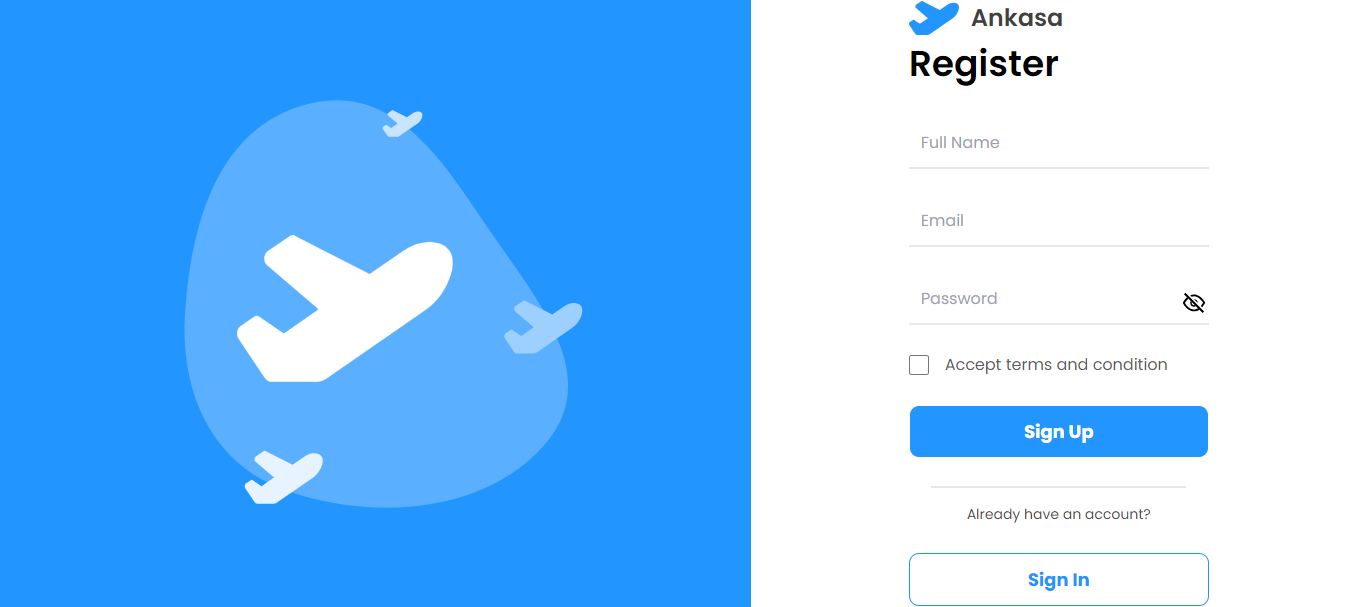 Ankasa
Register
Full Name
Email
Password
Accept terms and condition
Sign Up
Already have an account?
Sign In